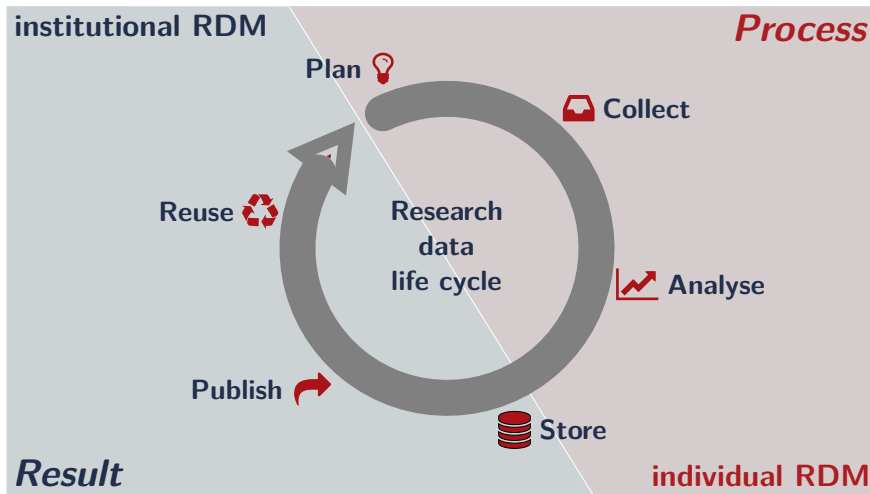 institutional RDM
Process
Plan
Collect
Reuse
Research
data
life cycle
Analyse
Publish
Store
Result
individual RDM